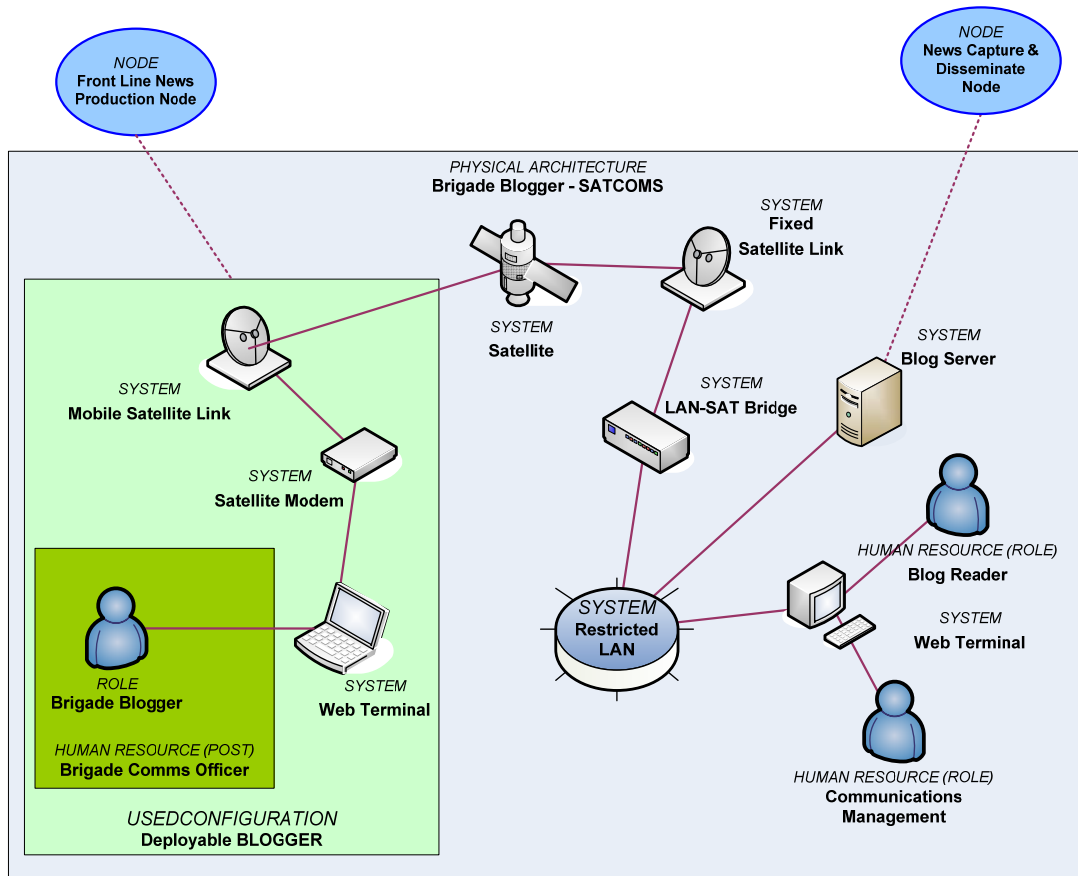 NODE
Front Line News
Production Node
NODE
News Capture &
Disseminate
Node
PHYSICAL ARCHITECTURE
Brigade Blogger - SATCOMS
SYSTEM
Fixed
Satellite Link
SYSTEM
Satellite
SYSTEM
Blog Server
SYSTEM
Mobile Satellite Link
SYSTEM
LAN-SAT Bridge
SYSTEM
Satellite Modem
HUMAN RESOURCE (ROLE)
Blog Reader
SYSTEM
Restricted
LAN
SYSTEM
Web Terminal
ROLE
Brigade Blogger
SYSTEM
Web Terminal
HUMAN RESOURCE (POST)
Brigade Comms Officer
HUMAN RESOURCE (ROLE)
Communications
Management
USEDCONFIGURATION
Deployable BLOGGER